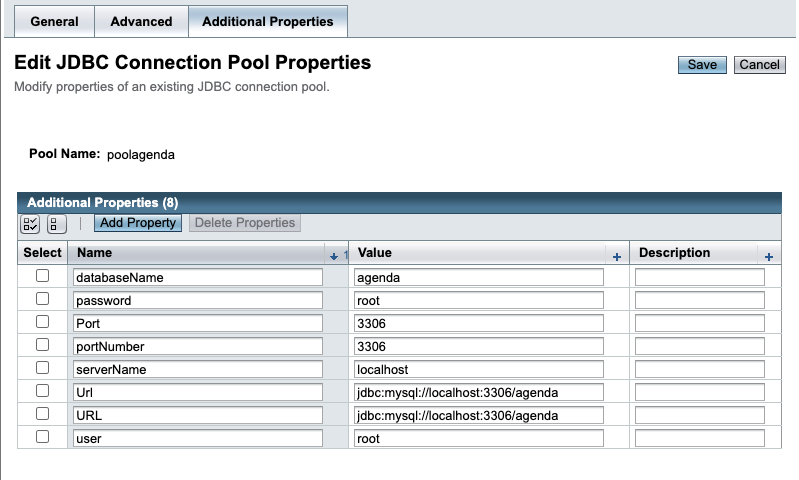 General Advanced Additional Properties
Edit JDBC Connection Pool Properties Save Cancel
Modify properties of an existing JDBC connection pool.
Pool Name: poolagenda
Additional Properties (8)
Add Property Delete Properties
Select Name 1 Value Description
databaseName agenda
password root
Port 3306
portNumber 3306
serverName localhost
Url jdbc:mysql://localhost:3306/agenda
URL jdbc:mysql://localhost:3306/agenda
user root